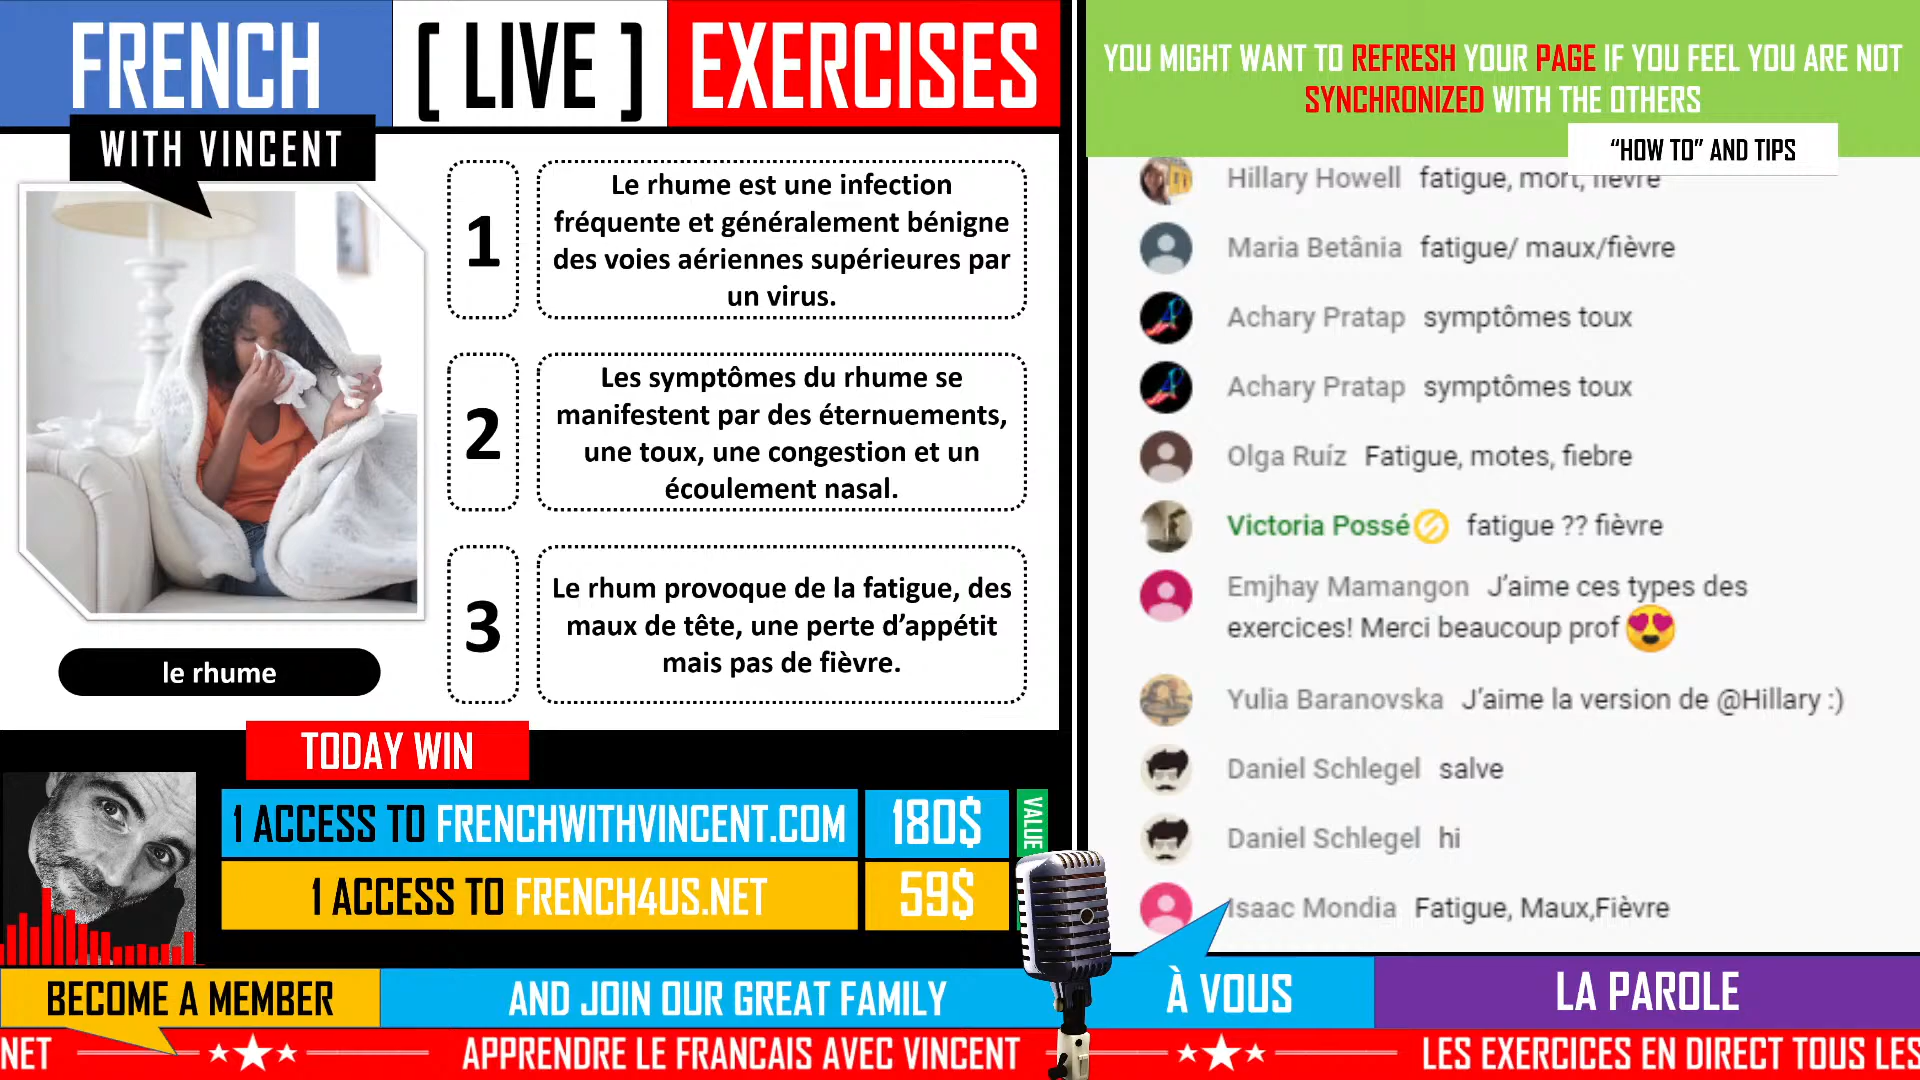 FRENCH
[ LIVE ]
EXERCISES
WITH VINCENT
1
Le rhume est une infection
fréquente et généralement bénigne
des voies aériennes supérieures par
un virus.
2
Les symptômes du rhume se
manifestent par des éternuements,
une toux, une congestion et un
écoulement nasal.
3
Le rhum provoque de la fatigue, des
maux de tête, une perte d’appétit
mais pas de fièvre.
le rhume
TODAY WIN
1 ACCESS TO FRENCHWITHVINCENT.COM 180$
VALUE
1 ACCESS TO FRENCH4US.NET 59$
BECOME A MEMBER
AND JOIN OUR GREAT FAMILY
YOU MIGHT WANT TO REFRESH YOUR PAGE IF YOU FEEL YOU ARE NOT
SYNCHRONIZED WITH THE OTHERS
“HOW TO” AND TIPS
Hillary Howell fatigue, mort, fievre
Maria Betânia fatigue/ maux/fièvre
Achary Pratap symptômes toux
Achary Pratap symptômes toux
Olga Ruíz Fatigue, motes, fiebre
Victoria Possé fatigue ?? fièvre
Emjhay Mamangon J’aime ces types des
exercices! Merci beaucoup prof
Yulia Baranovska J’aime la version de @Hillary :)
Daniel Schlegel salve
Daniel Schlegel hi
Isaac Mondia Fatigue, Maux,Fièvre
À VOUS
LA PAROLE
NET
APPRENDRE LE FRANCAIS AVEC VINCENT
LES EXERCICES EN DIRECT TOUS LES